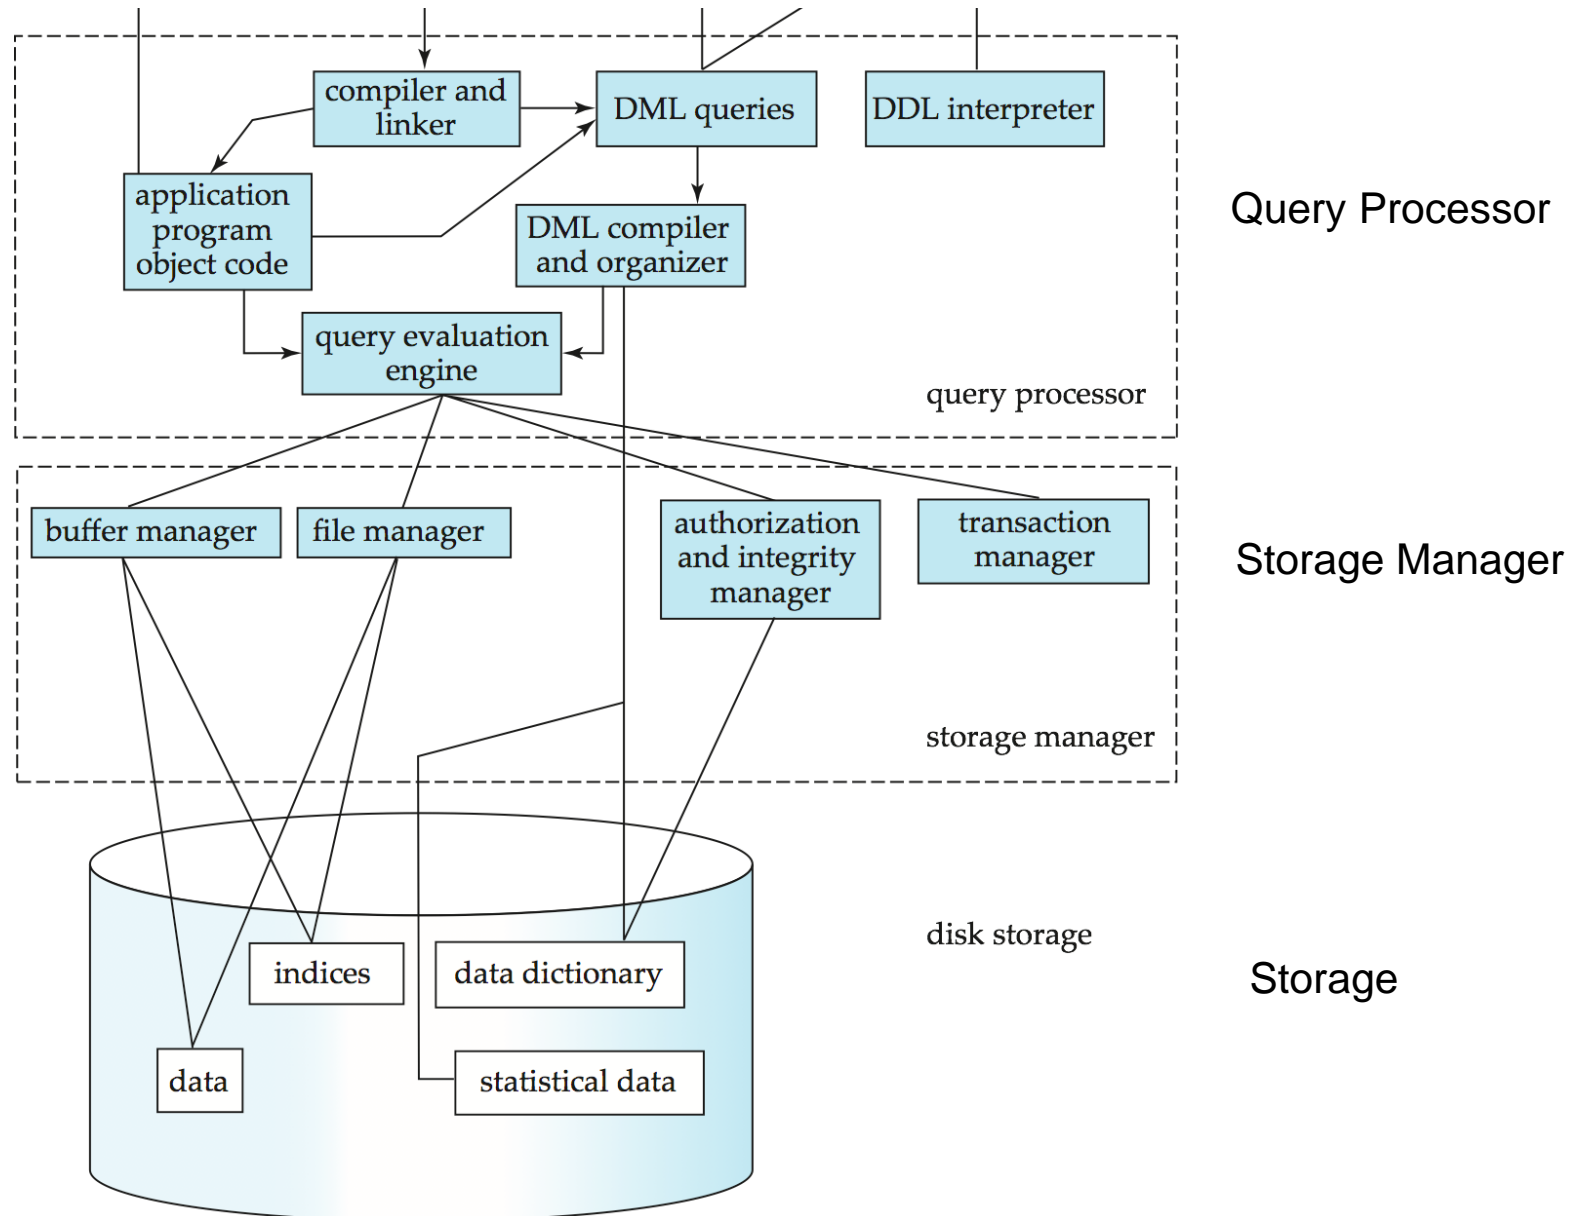 compiler and
linker
DML queries
DDL interpreter
application
program
object code
DML compiler
and organizer
Query Processor
query evaluation
engine
query processor
buffer manager
file manager
authorization
and integrity
manager
transaction
manager
Storage Manager
storage manager
disk storage
indices
data dictionary
Storage
data
statistical data